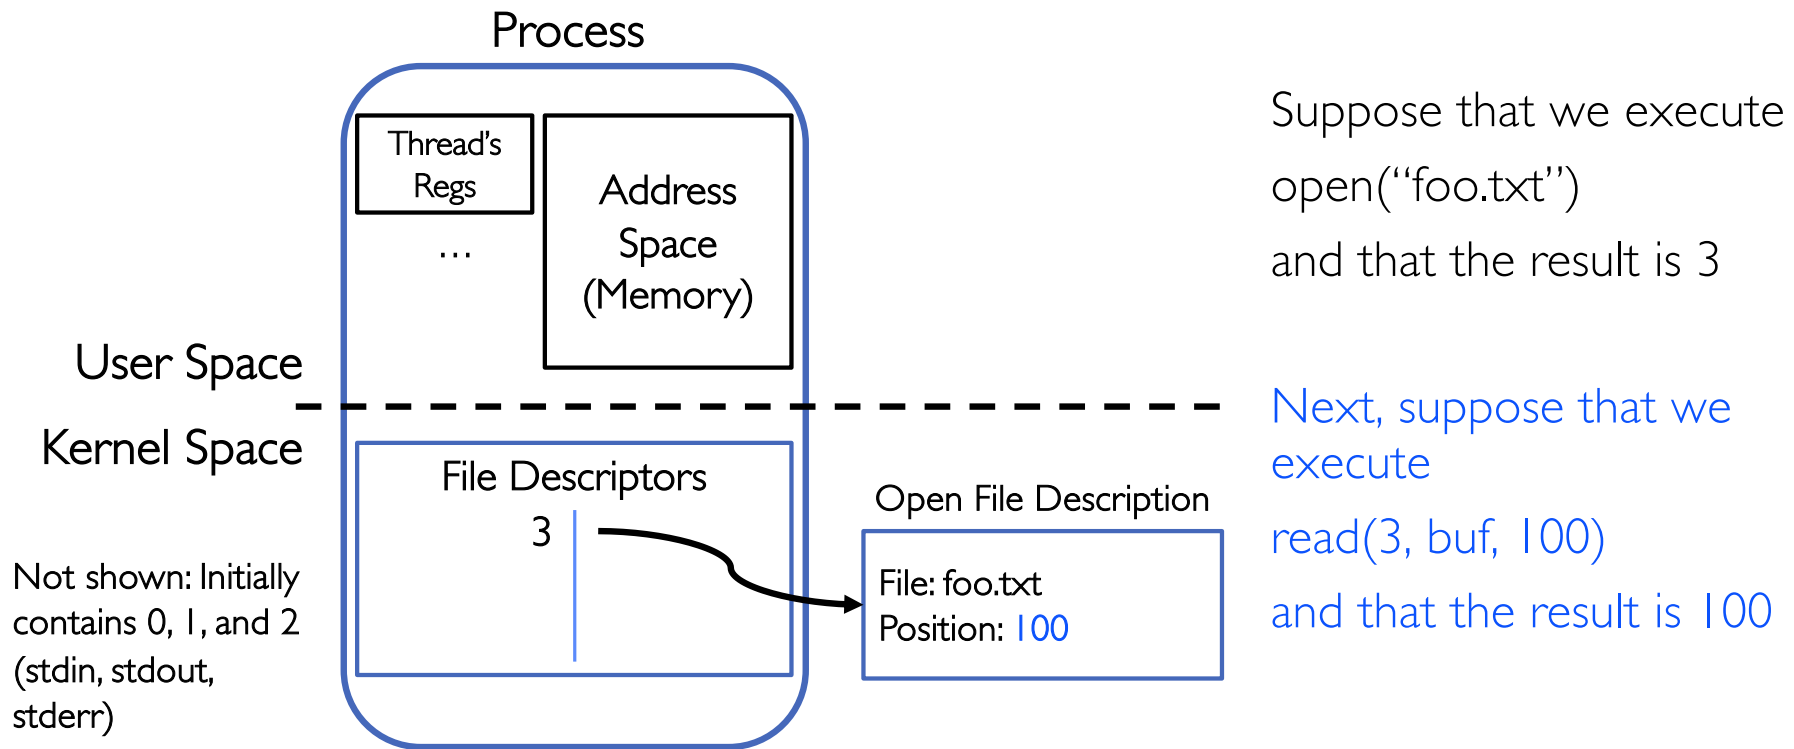 Process
Thread’s
Regs
…
Address
Space
(Memory)
User Space
Kernel Space
File Descriptors
3
Not shown: Initially
contains 0, 1, and 2
(stdin, stdout,
stderr)
Open File Description
File: foo.txt
Position: 100
Suppose that we execute
open(“foo.txt”)
and that the result is 3
Next, suppose that we
execute
read(3, buf, 100)
and that the result is 100